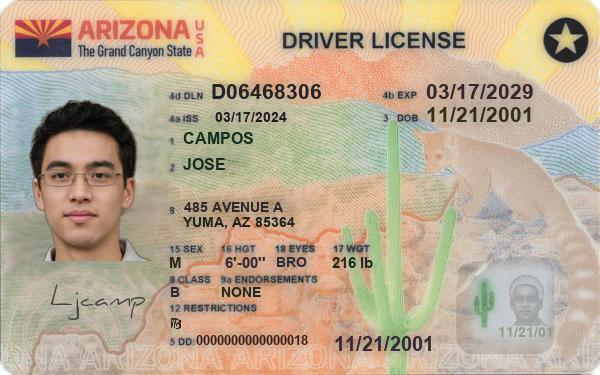 ARIZONA USA
The Grand Canyon State
DRIVER LICENSE
4d DLN D06468306
4b EXP 03/17/2029
4a ISS 03/17/2024
3 DOB 11/21/2001
1 CAMPOS
2 JOSE
8 485 AVENUE A
YUMA, AZ 85364
15 SEX 16 HGT 18 EYES 17 WGT
M 6'-00" BRO 216 lb
9 CLASS 9a ENDORSEMENTS
B NONE
12 RESTRICTIONS
5 DD: 0000000000000018
11/21/2001
Ljcamp
11/21/01
ARIZONA ARIZONA ARIZONA ARIZONA